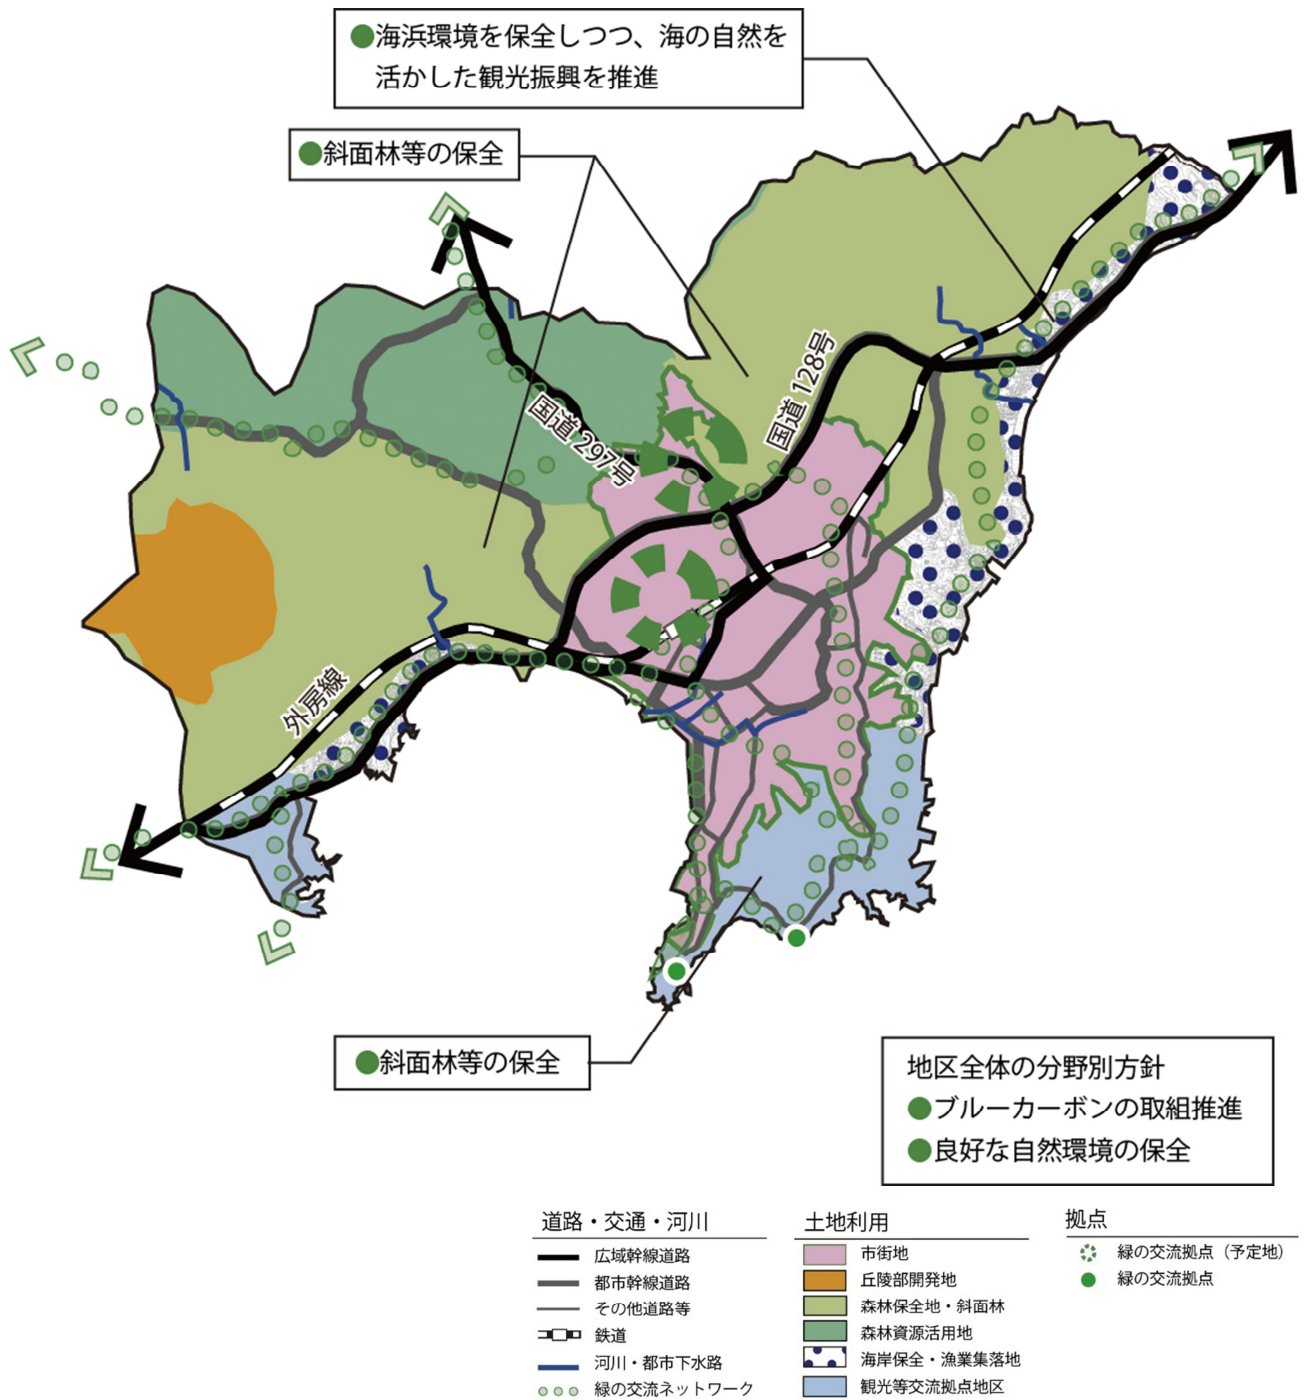 ●海浜環境を保全しつつ、海の自然を
活かした観光振興を推進
●斜面林等の保全
国道 128号
国道 297号
外房線
●斜面林等の保全
地区全体の分野別方針
●ブルーカーボンの取組推進
●良好な自然環境の保全
道路・交通・河川
広域幹線道路
都市幹線道路
その他道路等
鉄道
河川・都市下水路
緑の交流ネットワーク
土地利用
市街地
丘陵部開発地
森林保全地・斜面林
森林資源活用地
海岸保全・漁業集落地
観光等交流拠点地区
拠点
緑の交流拠点（予定地）
緑の交流拠点